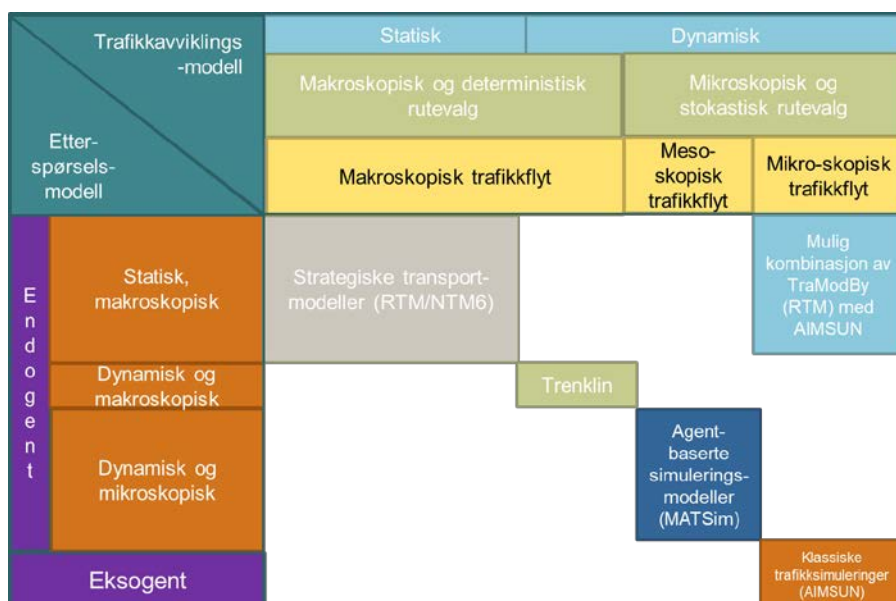 Trafikkavviklings
-modell
Etter-
spørsels-
modell
Statisk
Dynamisk
Makroskopisk og deterministisk
rutevalg
Mikroskopisk og
stokastisk rutevalg
Makroskopisk trafikkflyt
Meso-
skopisk
trafikkflyt
Mikro-skopisk
trafikkflyt
Endogent
Statisk,
makroskopisk
Strategiske transport-
modeller (RTM/NTM6)
Mulig
kombinasjon av
TraModBy
(RTM) med
AIMSUN
Dynamisk og
makroskopisk
Trenklin
Dynamisk og
mikroskopisk
Agent-
baserte
simulerings-
modeller
(MATSim)
Eksogent
Klassiske
trafikksimuleringer
(AIMSUN)